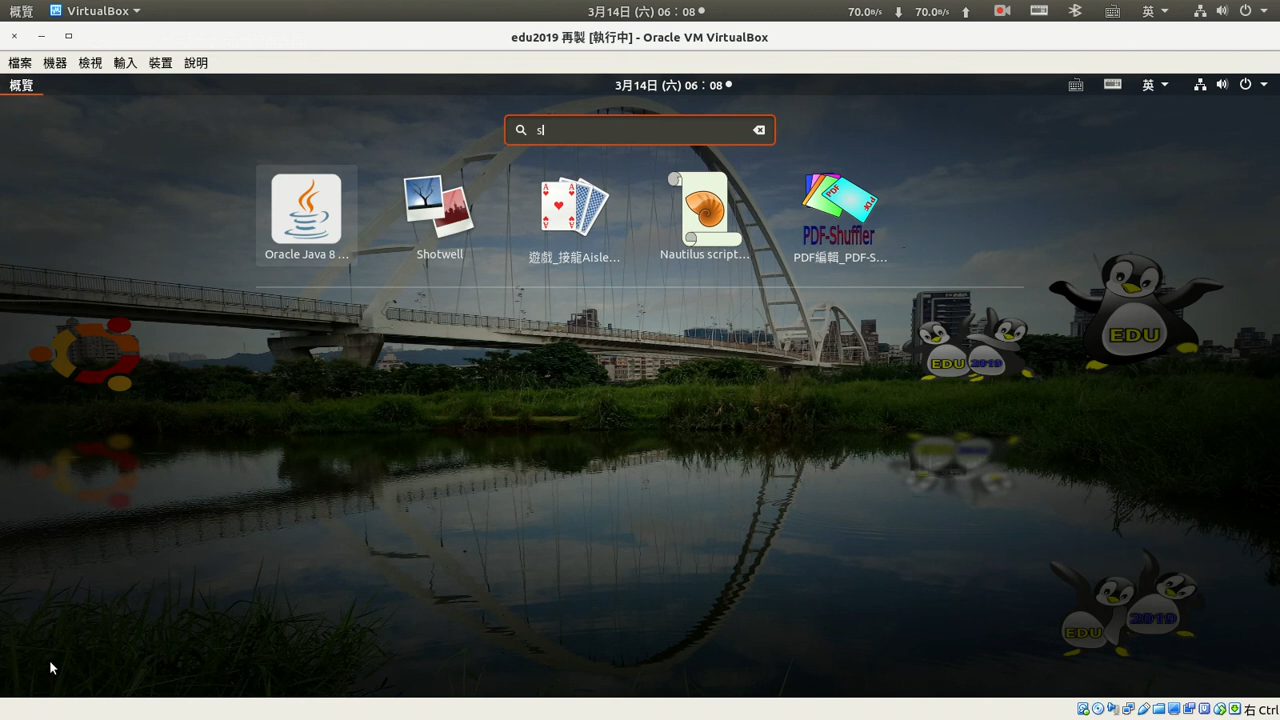 概覽 VirtualBox 3月14日 (六) 06：08 70.0B/s 70.0B/s 英
edu2019 再製 [執行中] - Oracle VM VirtualBox
檔案 機器 檢視 輸入 裝置 說明
概覽 3月14日 (六) 06：08 英
sl
PDF PDF
PDF-Shuffler
Oracle Java 8 ... Shotwell 遊戲_接龍Aisle... Nautilus script... PDF編輯_PDF-S...
EDU
EDU 2019
EDU 2019
右 Ctrl